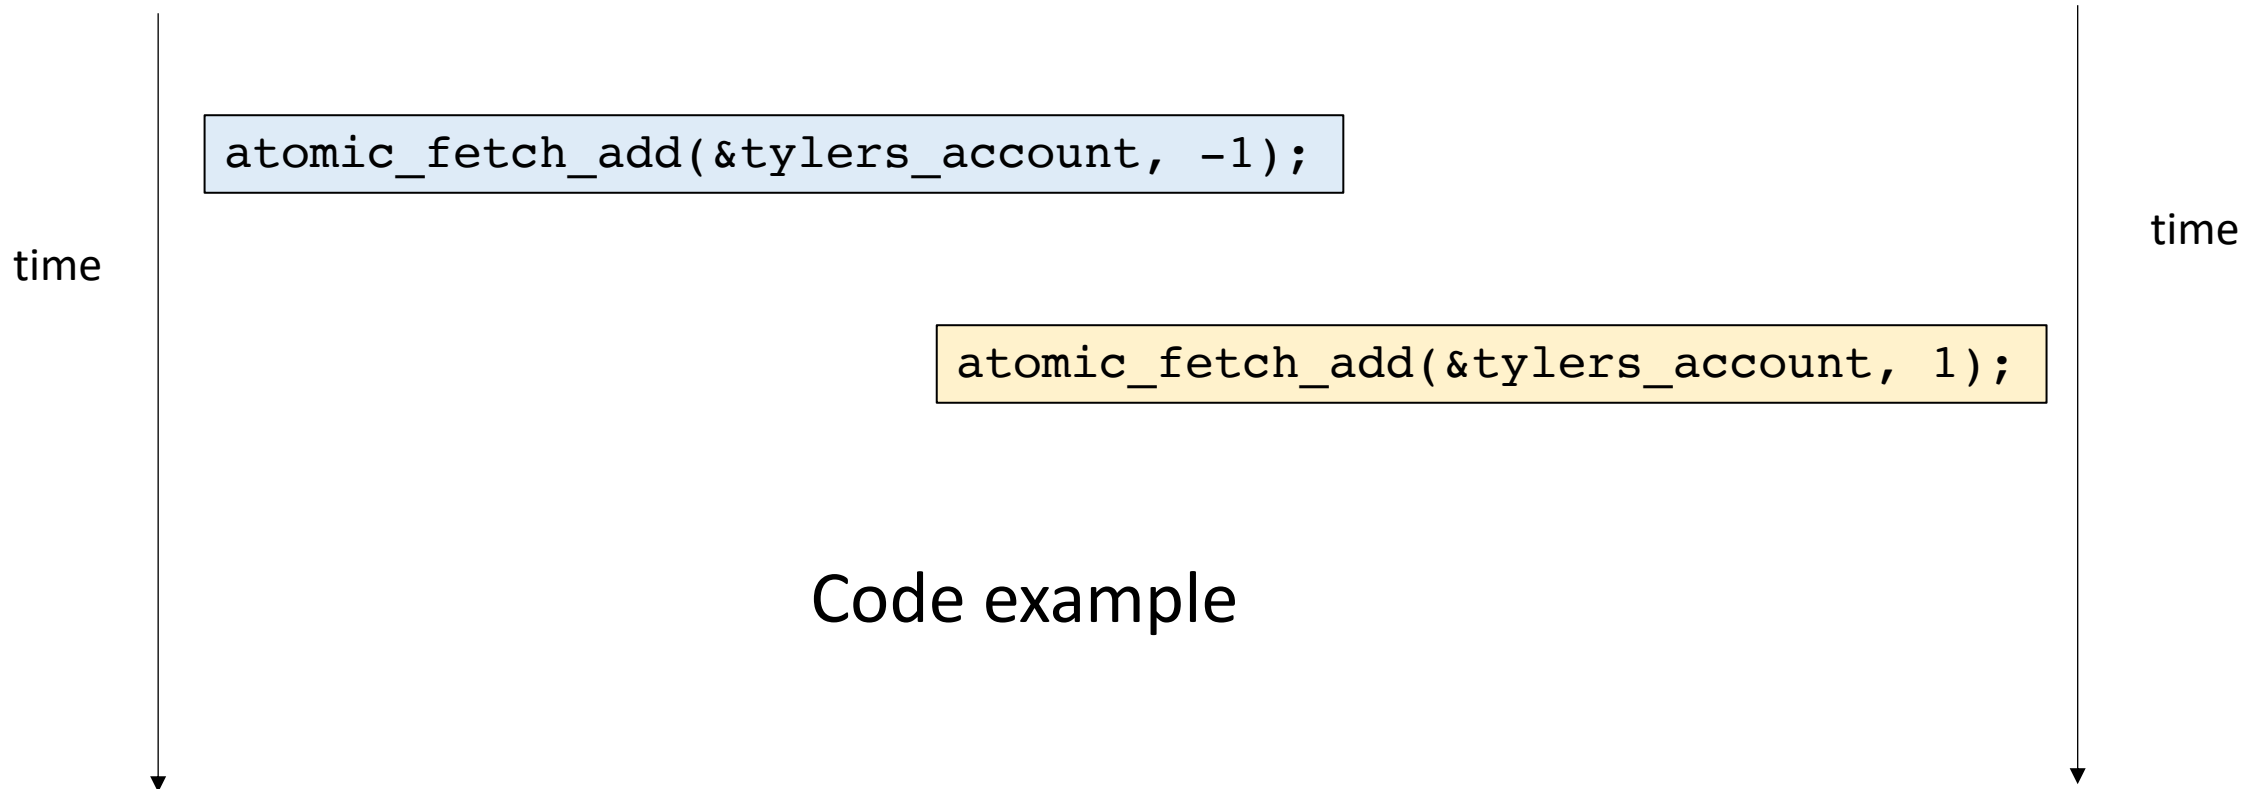 atomic_fetch_add(&tylers_account, -1);
time
time
atomic_fetch_add(&tylers_account, 1);
Code example